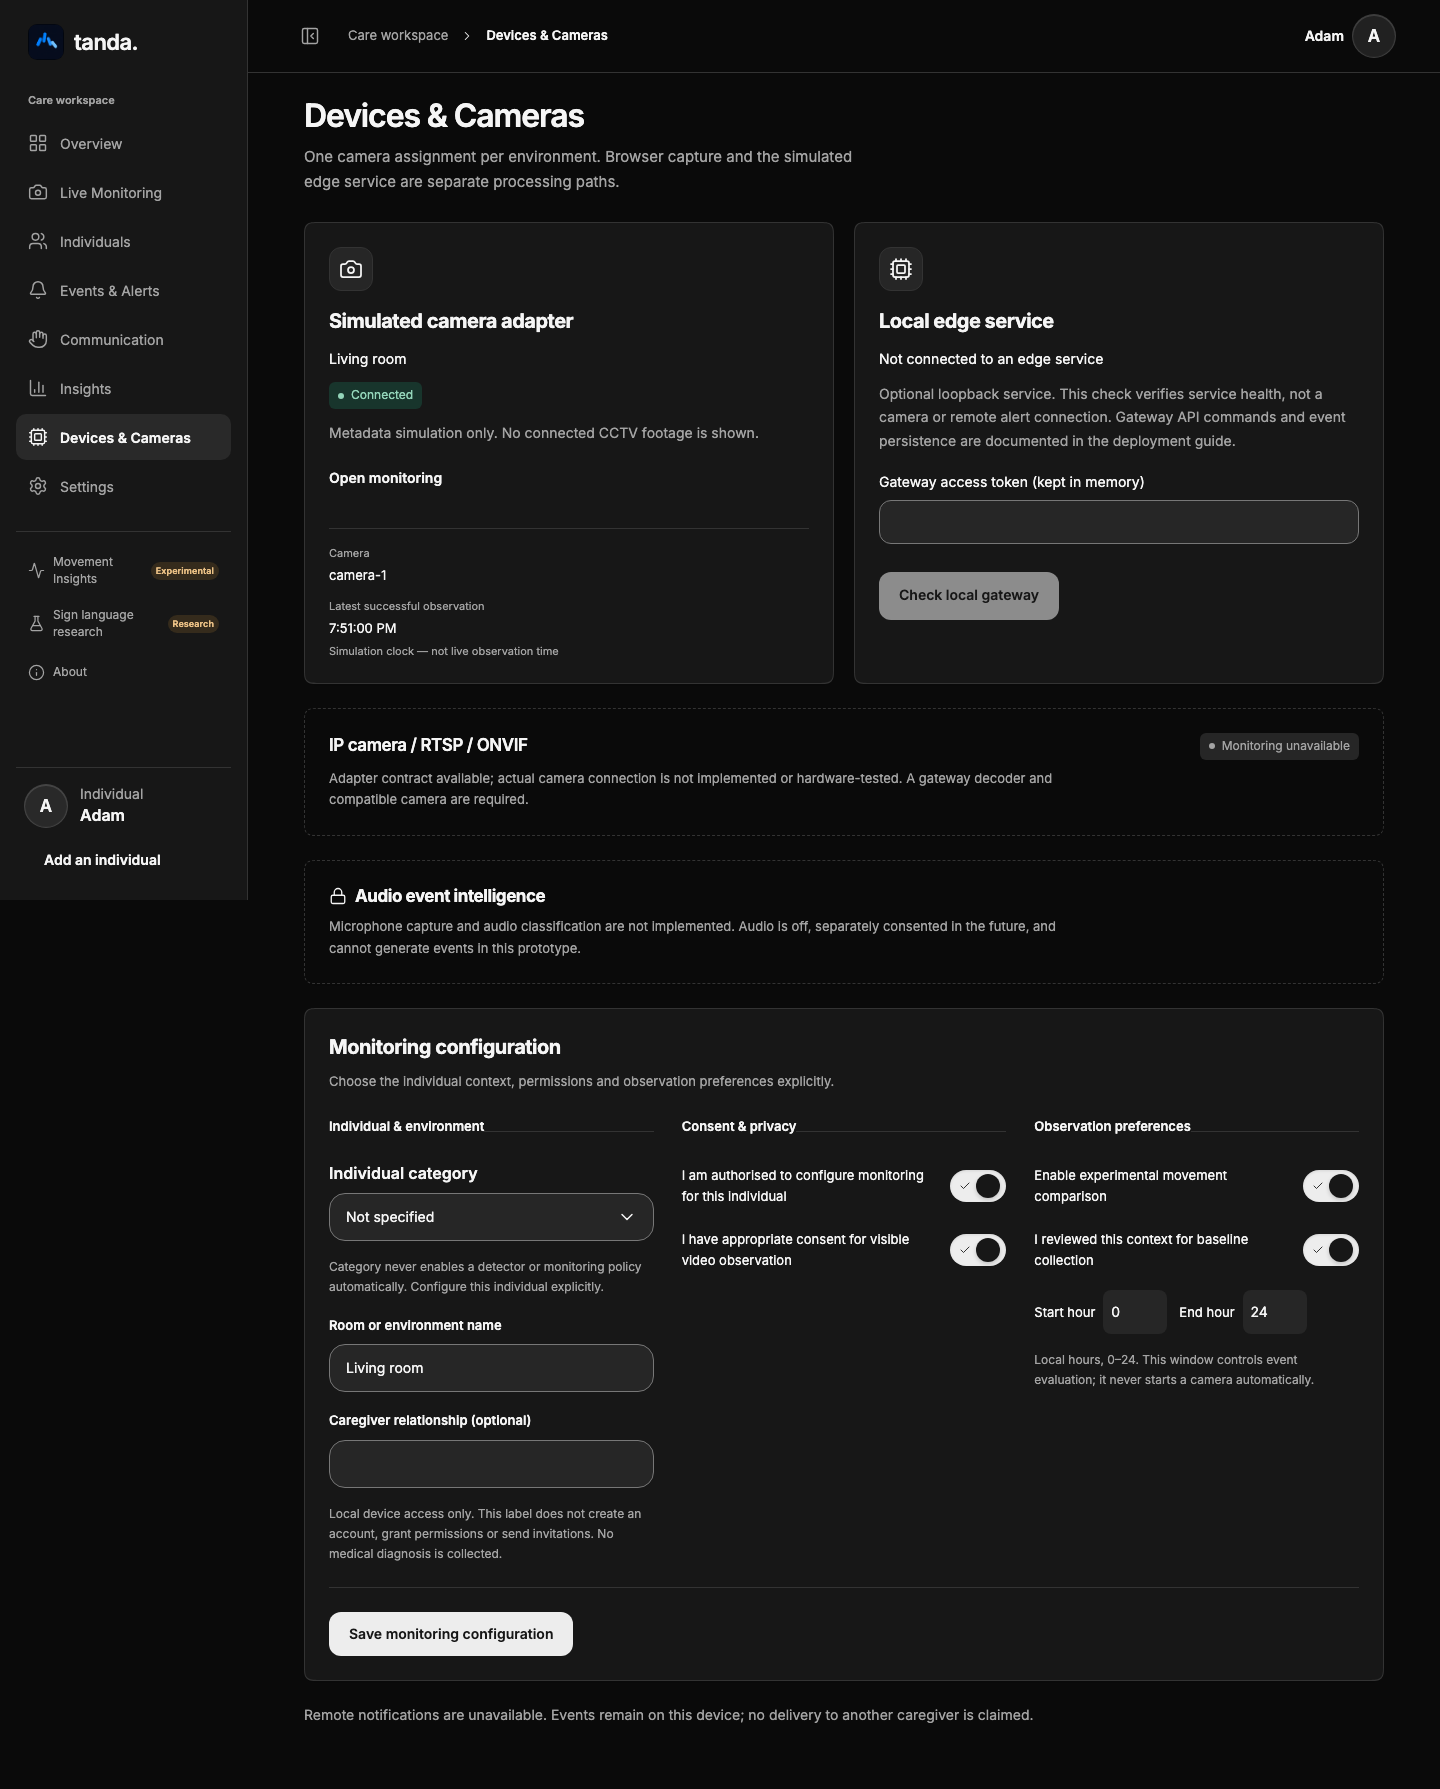 tanda.
Care workspace
Overview
Live Monitoring
Individuals
Events & Alerts
Communication
Insights
Devices & Cameras
Settings
Movement
Insights
Experimental
Sign language
research
Research
About
A
Individual
Adam
Add an individual
Care workspace
Devices & Cameras
Adam
A
Devices & Cameras
One camera assignment per environment. Browser capture and the simulated
edge service are separate processing paths.
Simulated camera adapter
Living room
Connected
Metadata simulation only. No connected CCTV footage is shown.
Open monitoring
Camera
camera-1
Latest successful observation
7:51:00 PM
Simulation clock — not live observation time
Local edge service
Not connected to an edge service
Optional loopback service. This check verifies service health, not a
camera or remote alert connection. Gateway API commands and event
persistence are documented in the deployment guide.
Gateway access token (kept in memory)
Check local gateway
IP camera / RTSP / ONVIF
Monitoring unavailable
Adapter contract available; actual camera connection is not implemented or hardware-tested. A gateway decoder and
compatible camera are required.
Audio event intelligence
Microphone capture and audio classification are not implemented. Audio is off, separately consented in the future, and
cannot generate events in this prototype.
Monitoring configuration
Choose the individual context, permissions and observation preferences explicitly.
Individual & environment
Individual category
Not specified
Category never enables a detector or monitoring policy
automatically. Configure this individual explicitly.
Room or environment name
Living room
Caregiver relationship (optional)
Local device access only. This label does not create an
account, grant permissions or send invitations. No
medical diagnosis is collected.
Consent & privacy
I am authorised to configure monitoring
for this individual
I have appropriate consent for visible
video observation
Observation preferences
Enable experimental movement
comparison
I reviewed this context for baseline
collection
Start hour
0
End hour
24
Local hours, 0–24. This window controls event
evaluation; it never starts a camera automatically.
Save monitoring configuration
Remote notifications are unavailable. Events remain on this device; no delivery to another caregiver is claimed.